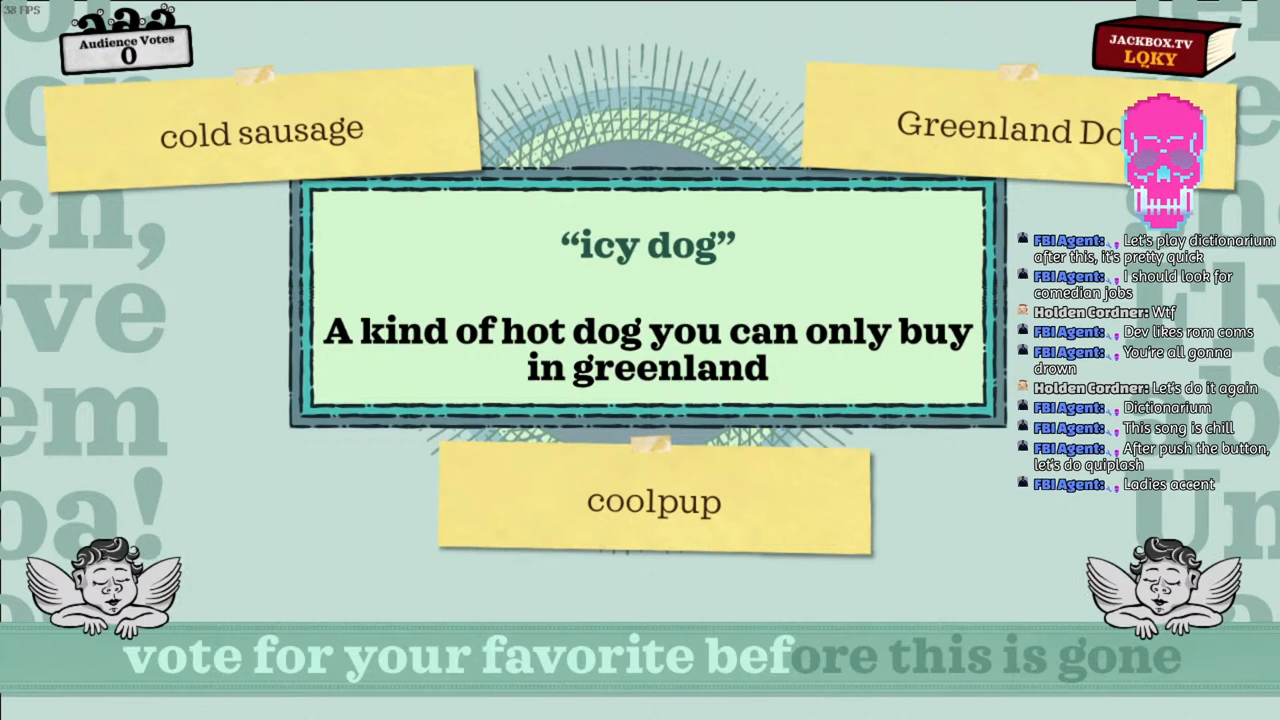 38 FPS
Audience Votes
0
JACKBOX.TV
LQKY
cold sausage
Greenland
“icy dog”
A kind of hot dog you can only buy
in greenland
coolpup
FBI Agent: Let's play dictionarium
after this, it's pretty quick
FBI Agent: I should look for
comedian jobs
Holden Cordner: Wtf
FBI Agent: Dev likes rom coms
FBI Agent: You're all gonna
drown
Holden Cordner: Let's do it again
FBI Agent: Dictionarium
FBI Agent: This song is chill
FBI Agent: After push the button,
let's do quiplash
FBI Agent: Ladies accent
vote for your favorite before this is gone